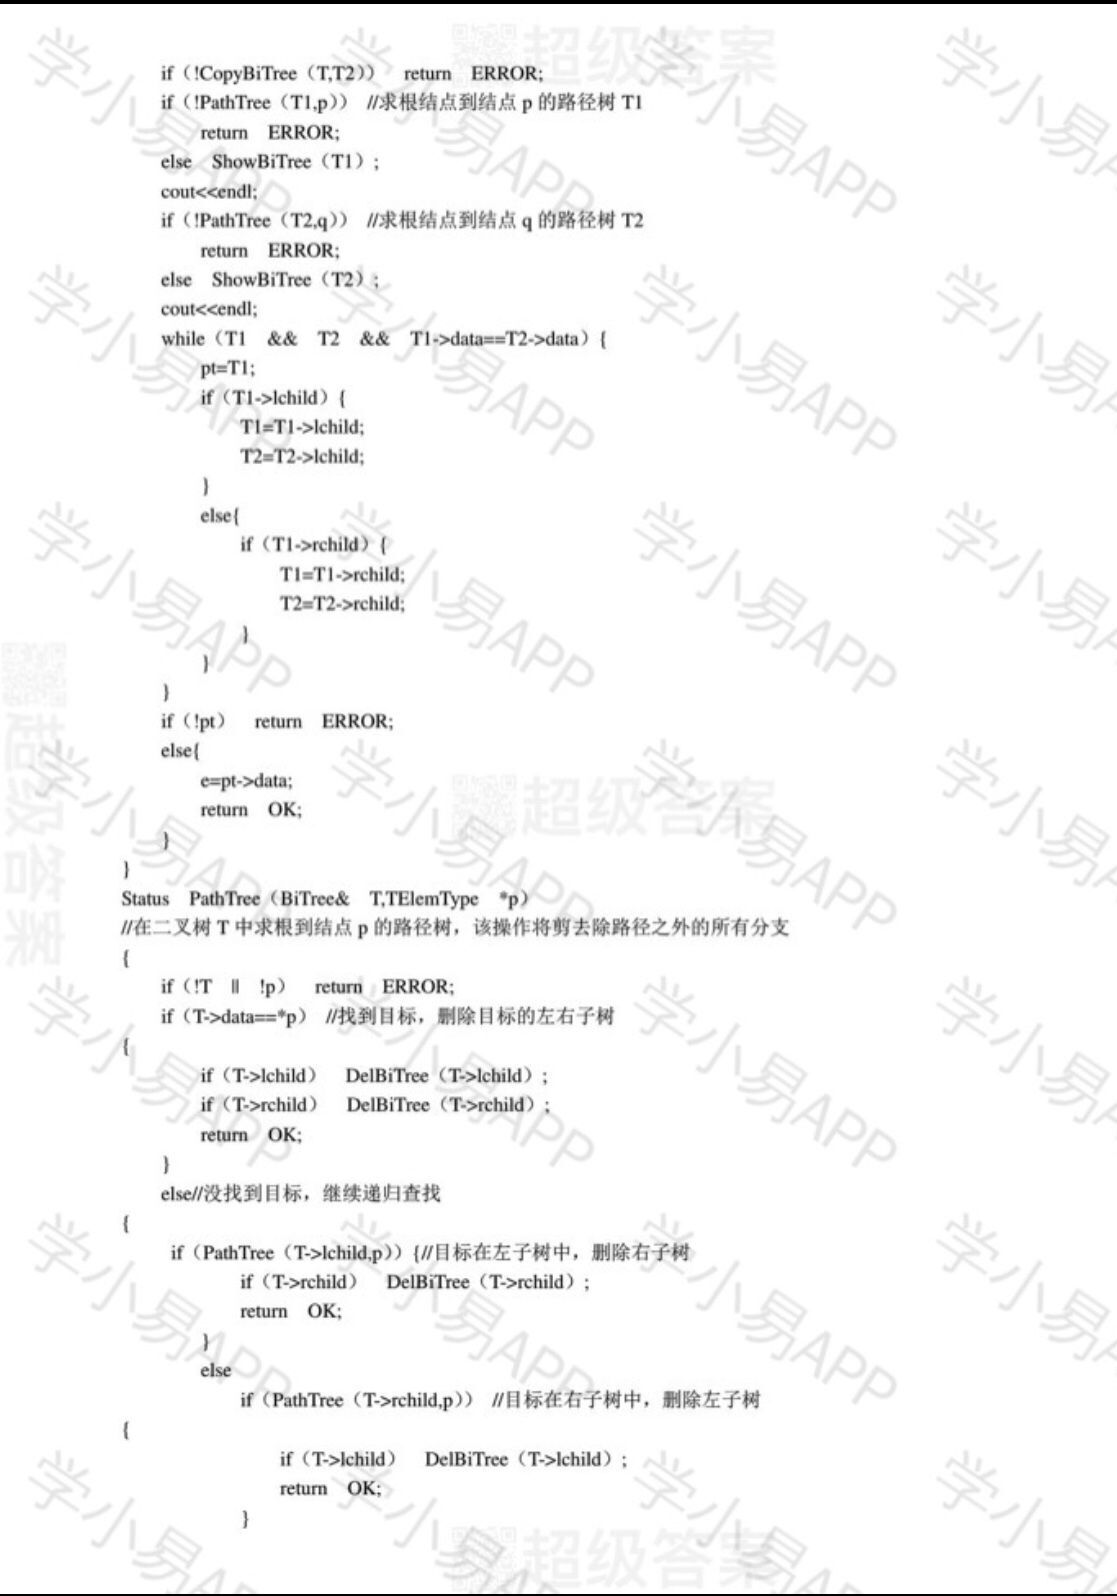 if（!CopyBiTree（T,T2）） return ERROR;
if（!PathTree（T1,p）） //求根结点到结点 p 的路径树 T1
return ERROR;
else ShowBiTree（T1）;
cout<<endl;
if（!PathTree（T2,q）） //求根结点到结点 q 的路径树 T2
return ERROR;
else ShowBiTree（T2）;
cout<<endl;
while（T1 && T2 && T1->data==T2->data）{
pt=T1;
if（T1->lchild）{
T1=T1->lchild;
T2=T2->lchild;
}
else{
if（T1->rchild）{
T1=T1->rchild;
T2=T2->rchild;
}
}
}
if（!pt） return ERROR;
else{
e=pt->data;
return OK;
}
}
Status PathTree（BiTree& T,TElemType *p）
//在二叉树 T 中求根到结点 p 的路径树，该操作将剪去除路径之外的所有分支
{
if（!T || !p） return ERROR;
if（T->data==*p） //找到目标，删除目标的左右子树
{
if（T->lchild） DelBiTree（T->lchild）;
if（T->rchild） DelBiTree（T->rchild）;
return OK;
}
else//没找到目标，继续递归查找
{
if（PathTree（T->lchild,p））{//目标在左子树中，删除右子树
if（T->rchild） DelBiTree（T->rchild）;
return OK;
}
else
if（PathTree（T->rchild,p）） //目标在右子树中，删除左子树
{
if（T->lchild） DelBiTree（T->lchild）;
return OK;
}
学小易APP
超级答案